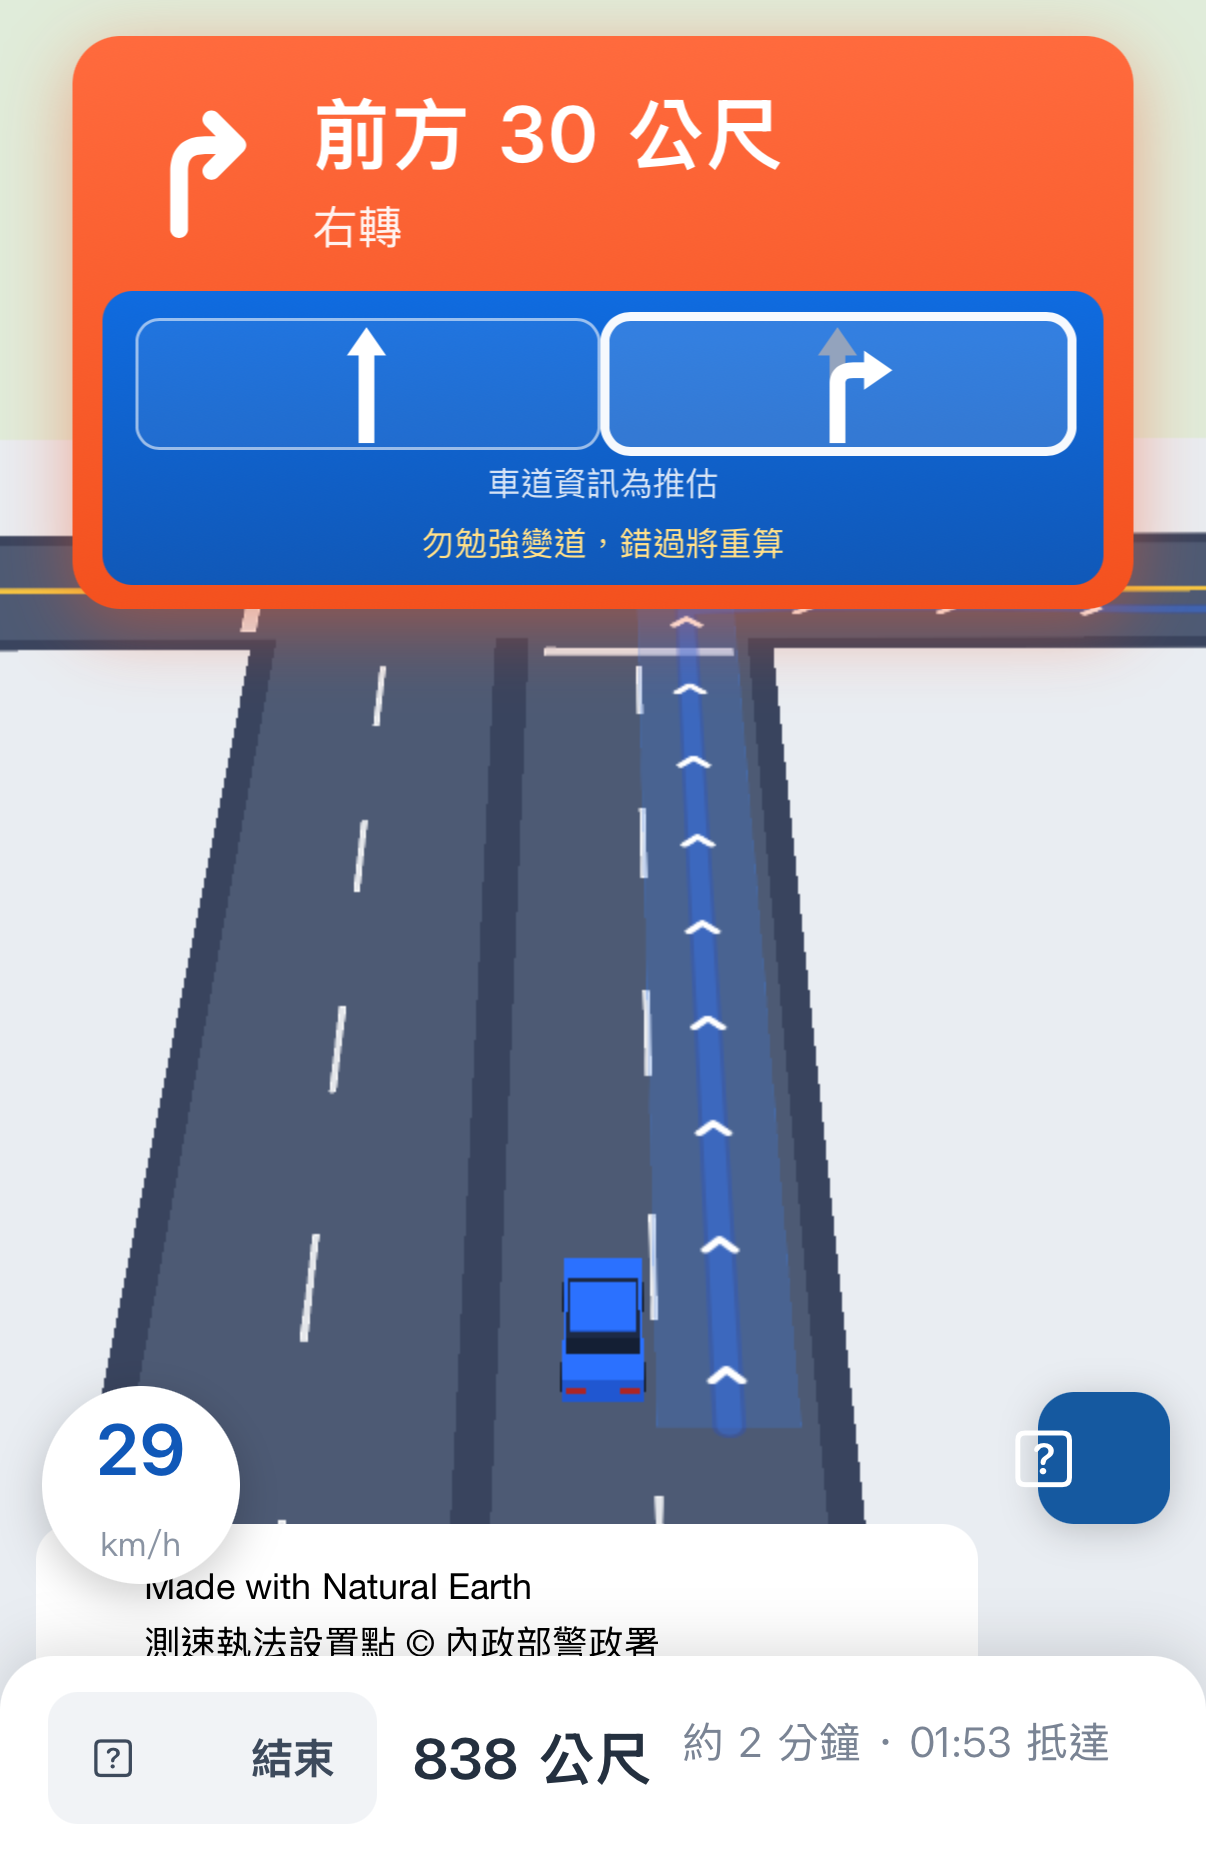 前方 30 公尺
右轉
車道資訊為推估
勿勉強變道，錯過將重算
29
km/h
Made with Natural Earth
測速執法設置點 © 內政部警政署
結束
838 公尺
約 2 分鐘 · 01:53 抵達